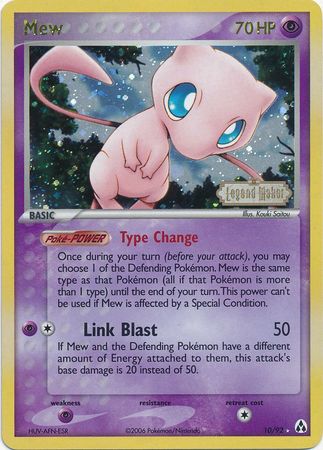 Mew 70 HP
Legend Maker
BASIC Illus. Kouki Saitou
Poké-POWER Type Change
Once during your turn (before your attack), you may
choose 1 of the Defending Pokémon. Mew is the same
type as that Pokémon (all if that Pokémon is more
than 1 type) until the end of your turn. This power can't
be used if Mew is affected by a Special Condition.
Link Blast 50
If Mew and the Defending Pokémon have a different
amount of Energy attached to them, this attack's
base damage is 20 instead of 50.
weakness resistance retreat cost
HUV-AFN-ESR ©2006 Pokémon/Nintendo 10/92